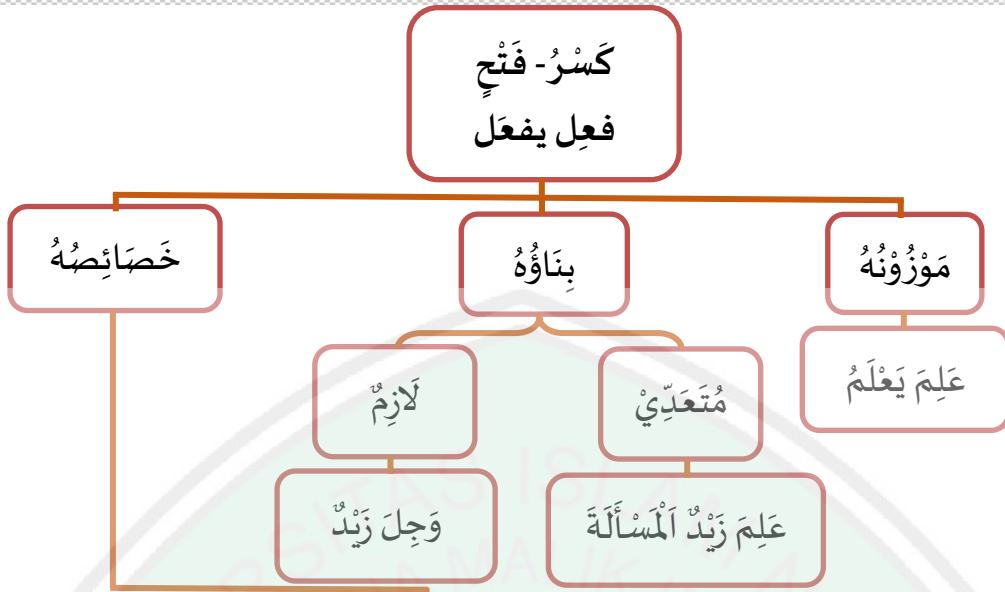 كَسْرُ- فَتْحٍ
فعِل يفعَل
مَوْزُوْنُهُ
بِنَاؤُهُ
خَصَائِصُهُ
عَلِمَ يَعْلَمُ
مُتَعَدِّيْ
لَازِمٌ
عَلِمَ زَيْدٌ اَلْمَسْأَلَةَ
وَجِلَ زَيْدٌ